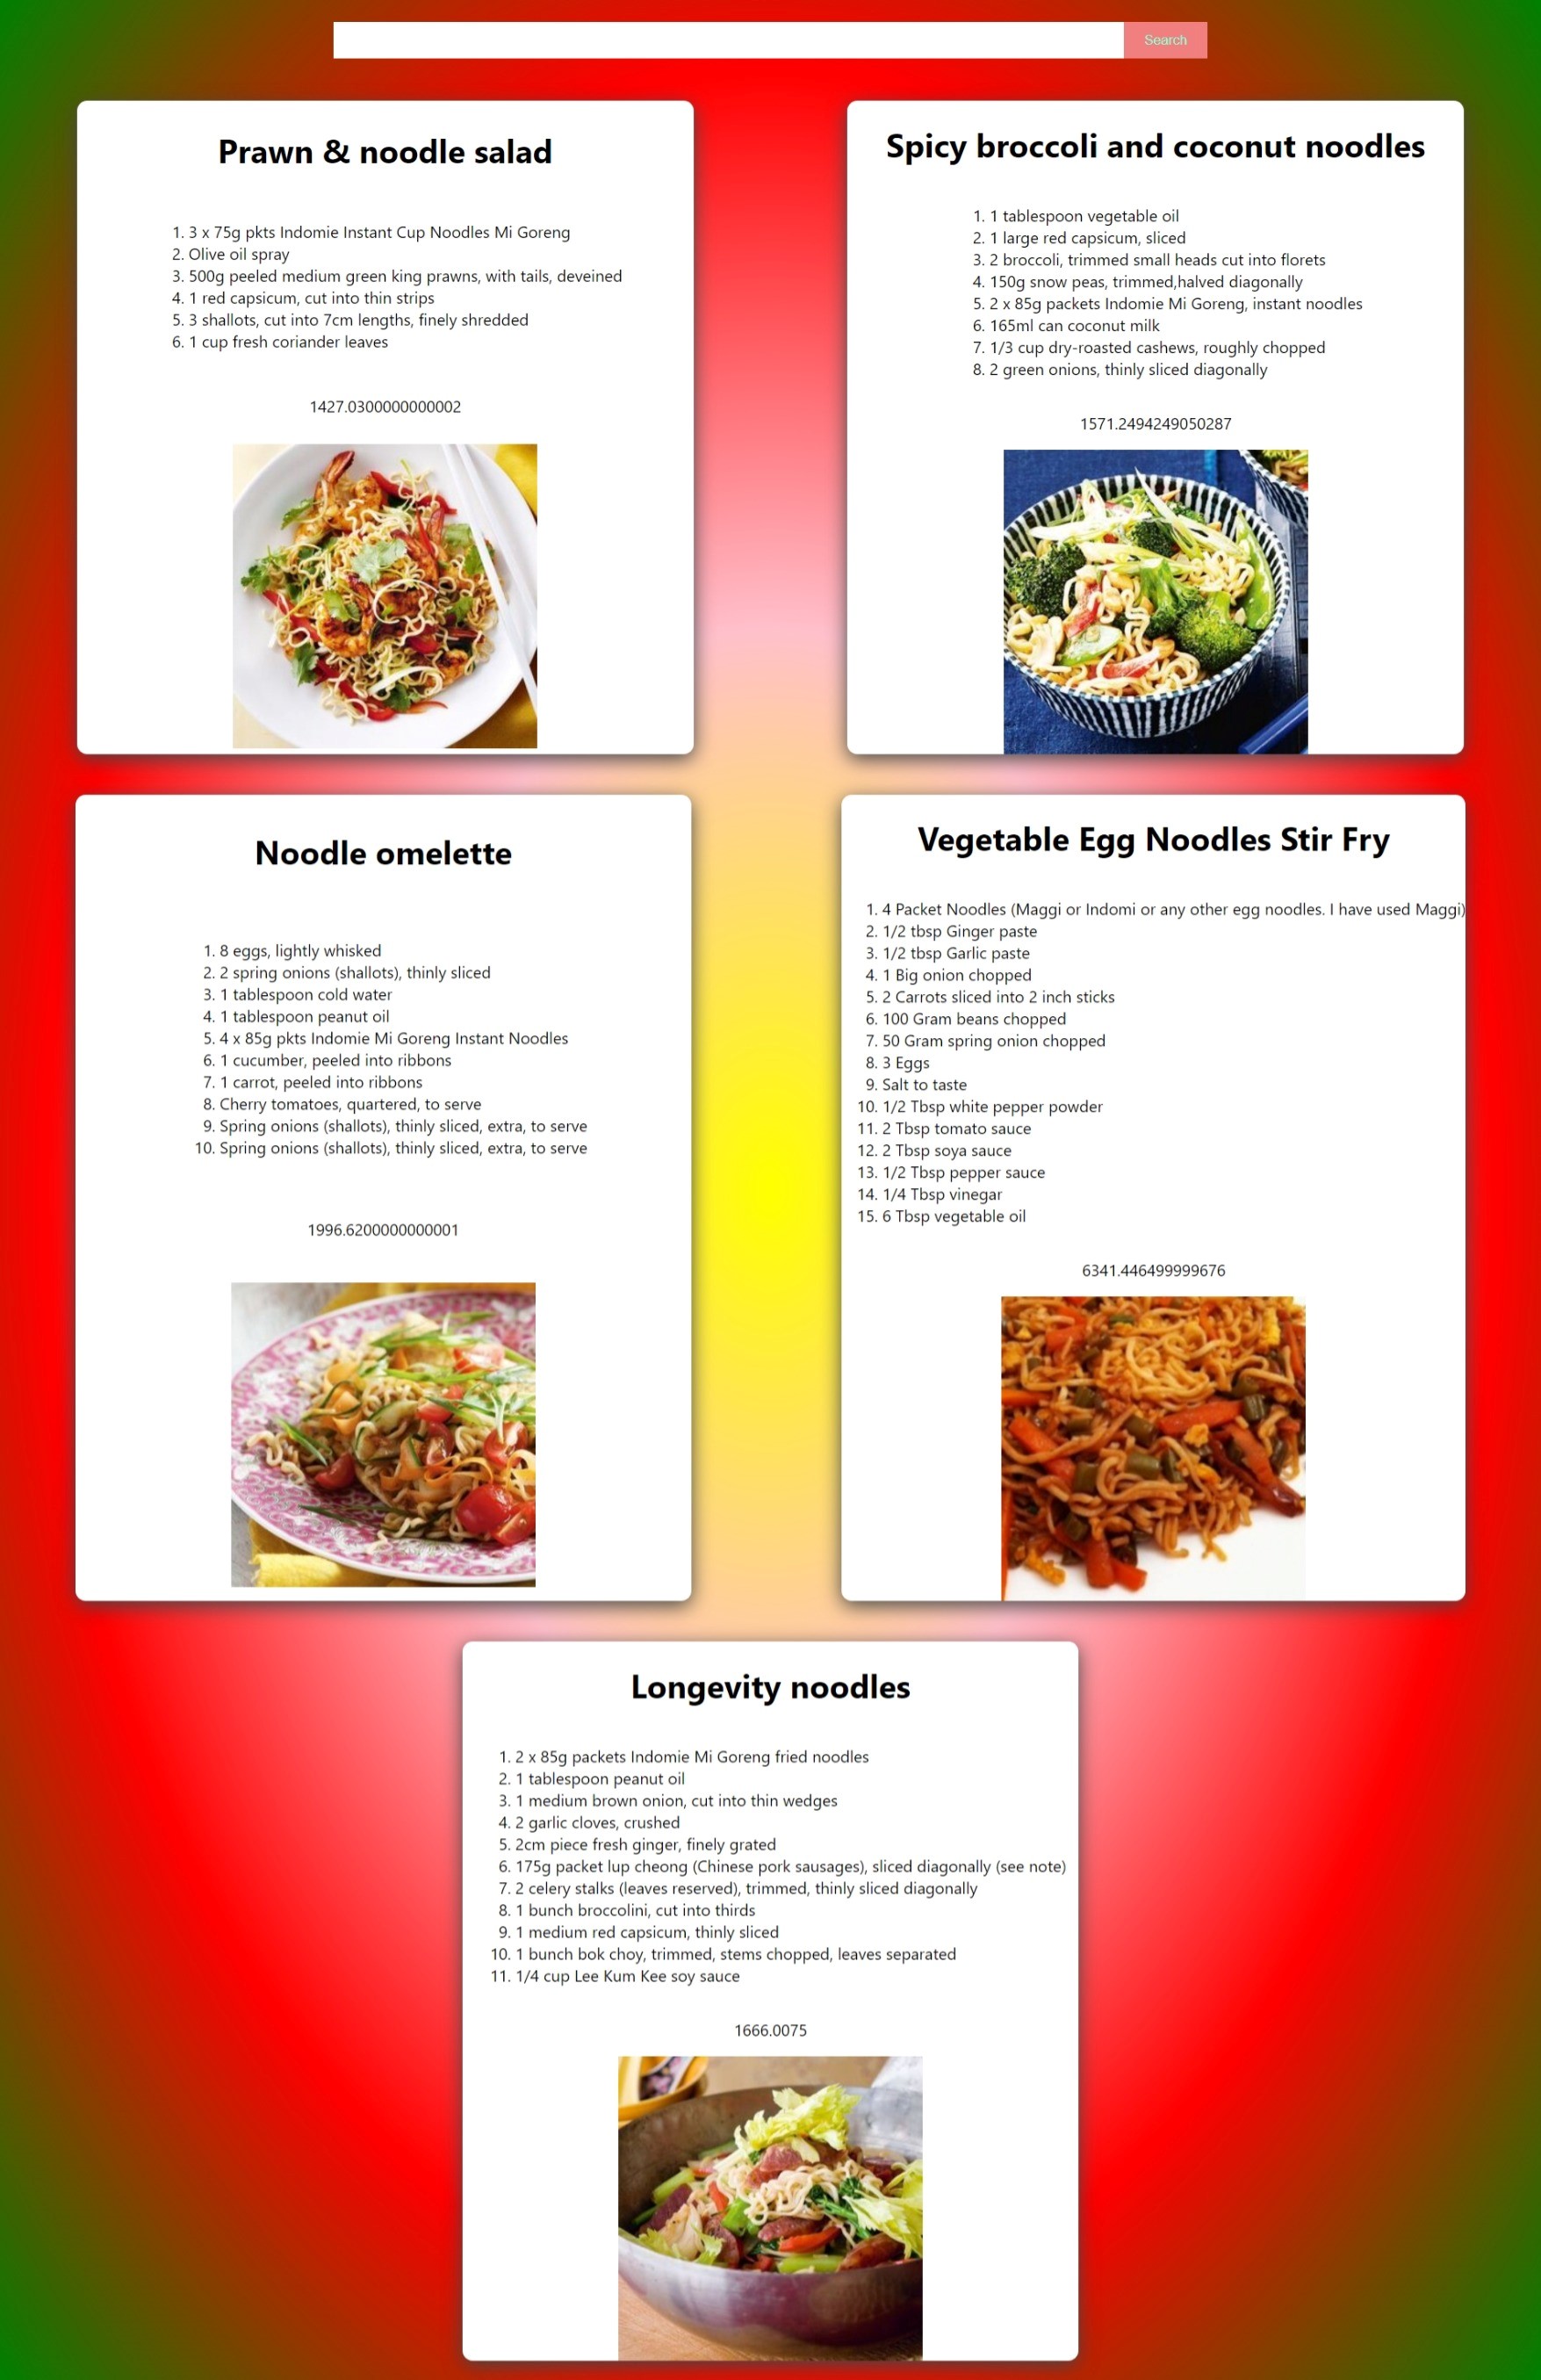 Search
Prawn & noodle salad
1. 3 x 75g pkts Indomie Instant Cup Noodles Mi Goreng
2. Olive oil spray
3. 500g peeled medium green king prawns, with tails, deveined
4. 1 red capsicum, cut into thin strips
5. 3 shallots, cut into 7cm lengths, finely shredded
6. 1 cup fresh coriander leaves
1427.0300000000002
Spicy broccoli and coconut noodles
1. 1 tablespoon vegetable oil
2. 1 large red capsicum, sliced
3. 2 broccoli, trimmed small heads cut into florets
4. 150g snow peas, trimmed,halved diagonally
5. 2 x 85g packets Indomie Mi Goreng, instant noodles
6. 165ml can coconut milk
7. 1/3 cup dry-roasted cashews, roughly chopped
8. 2 green onions, thinly sliced diagonally
1571.2494249050287
Noodle omelette
1. 8 eggs, lightly whisked
2. 2 spring onions (shallots), thinly sliced
3. 1 tablespoon cold water
4. 1 tablespoon peanut oil
5. 4 x 85g pkts Indomie Mi Goreng Instant Noodles
6. 1 cucumber, peeled into ribbons
7. 1 carrot, peeled into ribbons
8. Cherry tomatoes, quartered, to serve
9. Spring onions (shallots), thinly sliced, extra, to serve
10. Spring onions (shallots), thinly sliced, extra, to serve
1996.6200000000001
Vegetable Egg Noodles Stir Fry
1. 4 Packet Noodles (Maggi or Indomi or any other egg noodles. I have used Maggi)
2. 1/2 tbsp Ginger paste
3. 1/2 tbsp Garlic paste
4. 1 Big onion chopped
5. 2 Carrots sliced into 2 inch sticks
6. 100 Gram beans chopped
7. 50 Gram spring onion chopped
8. 3 Eggs
9. Salt to taste
10. 1/2 Tbsp white pepper powder
11. 2 Tbsp tomato sauce
12. 2 Tbsp soya sauce
13. 1/2 Tbsp pepper sauce
14. 1/4 Tbsp vinegar
15. 6 Tbsp vegetable oil
6341.446499999676
Longevity noodles
1. 2 x 85g packets Indomie Mi Goreng fried noodles
2. 1 tablespoon peanut oil
3. 1 medium brown onion, cut into thin wedges
4. 2 garlic cloves, crushed
5. 2cm piece fresh ginger, finely grated
6. 175g packet lup cheong (Chinese pork sausages), sliced diagonally (see note)
7. 2 celery stalks (leaves reserved), trimmed, thinly sliced diagonally
8. 1 bunch broccolini, cut into thirds
9. 1 medium red capsicum, thinly sliced
10. 1 bunch bok choy, trimmed, stems chopped, leaves separated
11. 1/4 cup Lee Kum Kee soy sauce
1666.0075